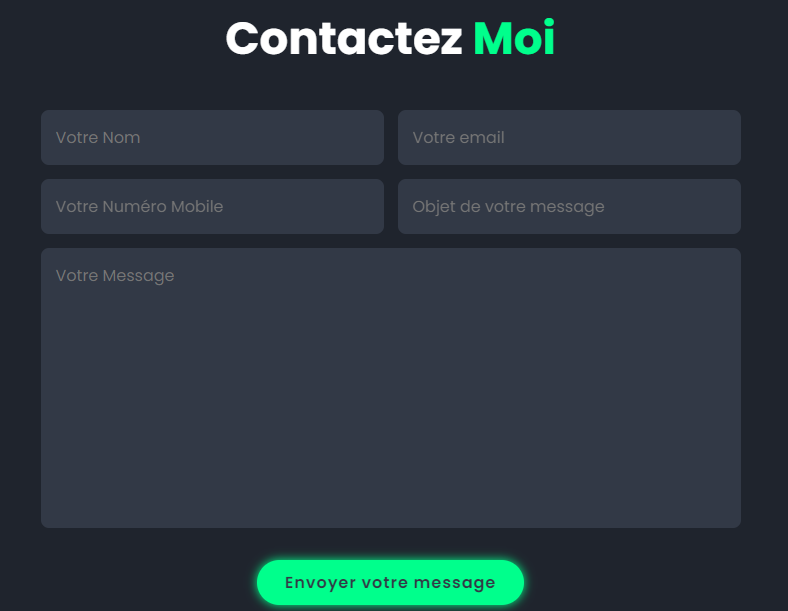 Contactez Moi
Votre Nom
Votre email
Votre Numéro Mobile
Objet de votre message
Votre Message
Envoyer votre message